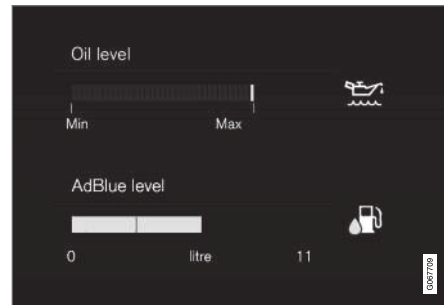 Oil level
Min Max
AdBlue level
0 litre 11
G067709